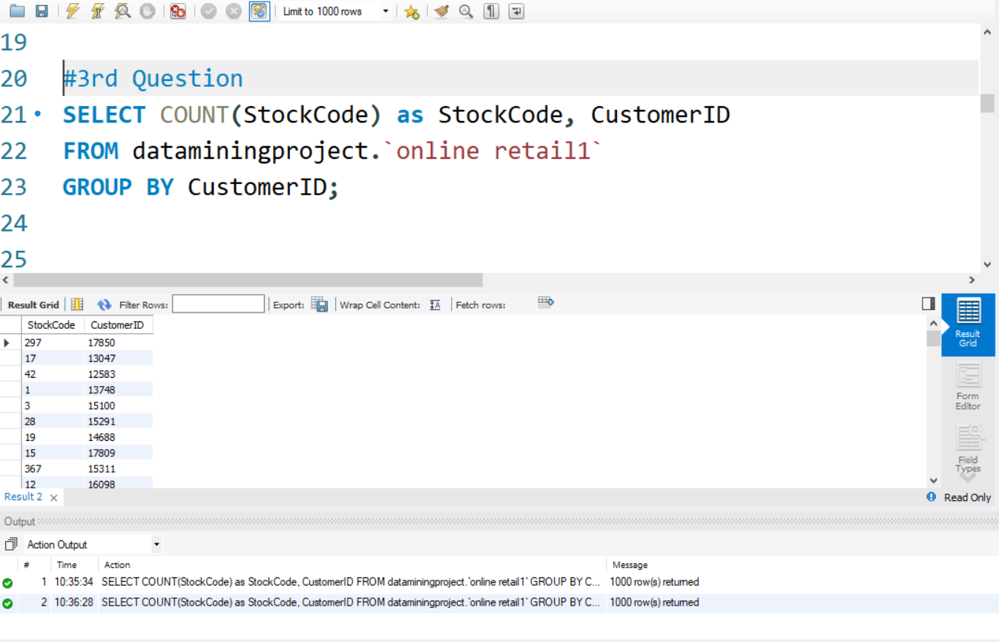 Limit to 1000 rows
19
20 #3rd Question
21 SELECT COUNT(StockCode) as StockCode, CustomerID
22 FROM dataminingproject.`online retail1`
23 GROUP BY CustomerID;
24
25
Result Grid Filter Rows: Export: Wrap Cell Content: Fetch rows:
StockCode CustomerID
297 17850
17 13047
42 12583
1 13748
3 15100
28 15291
19 14688
15 17809
367 15311
12 16098
Result Grid
Form Editor
Field Types
Result 2 Read Only
Output
Action Output
# Time Action Message
1 10:35:34 SELECT COUNT(StockCode) as StockCode, CustomerID FROM dataminingproject.`online retail1` GROUP BY C... 1000 row(s) returned
2 10:36:28 SELECT COUNT(StockCode) as StockCode, CustomerID FROM dataminingproject.`online retail1` GROUP BY C... 1000 row(s) returned